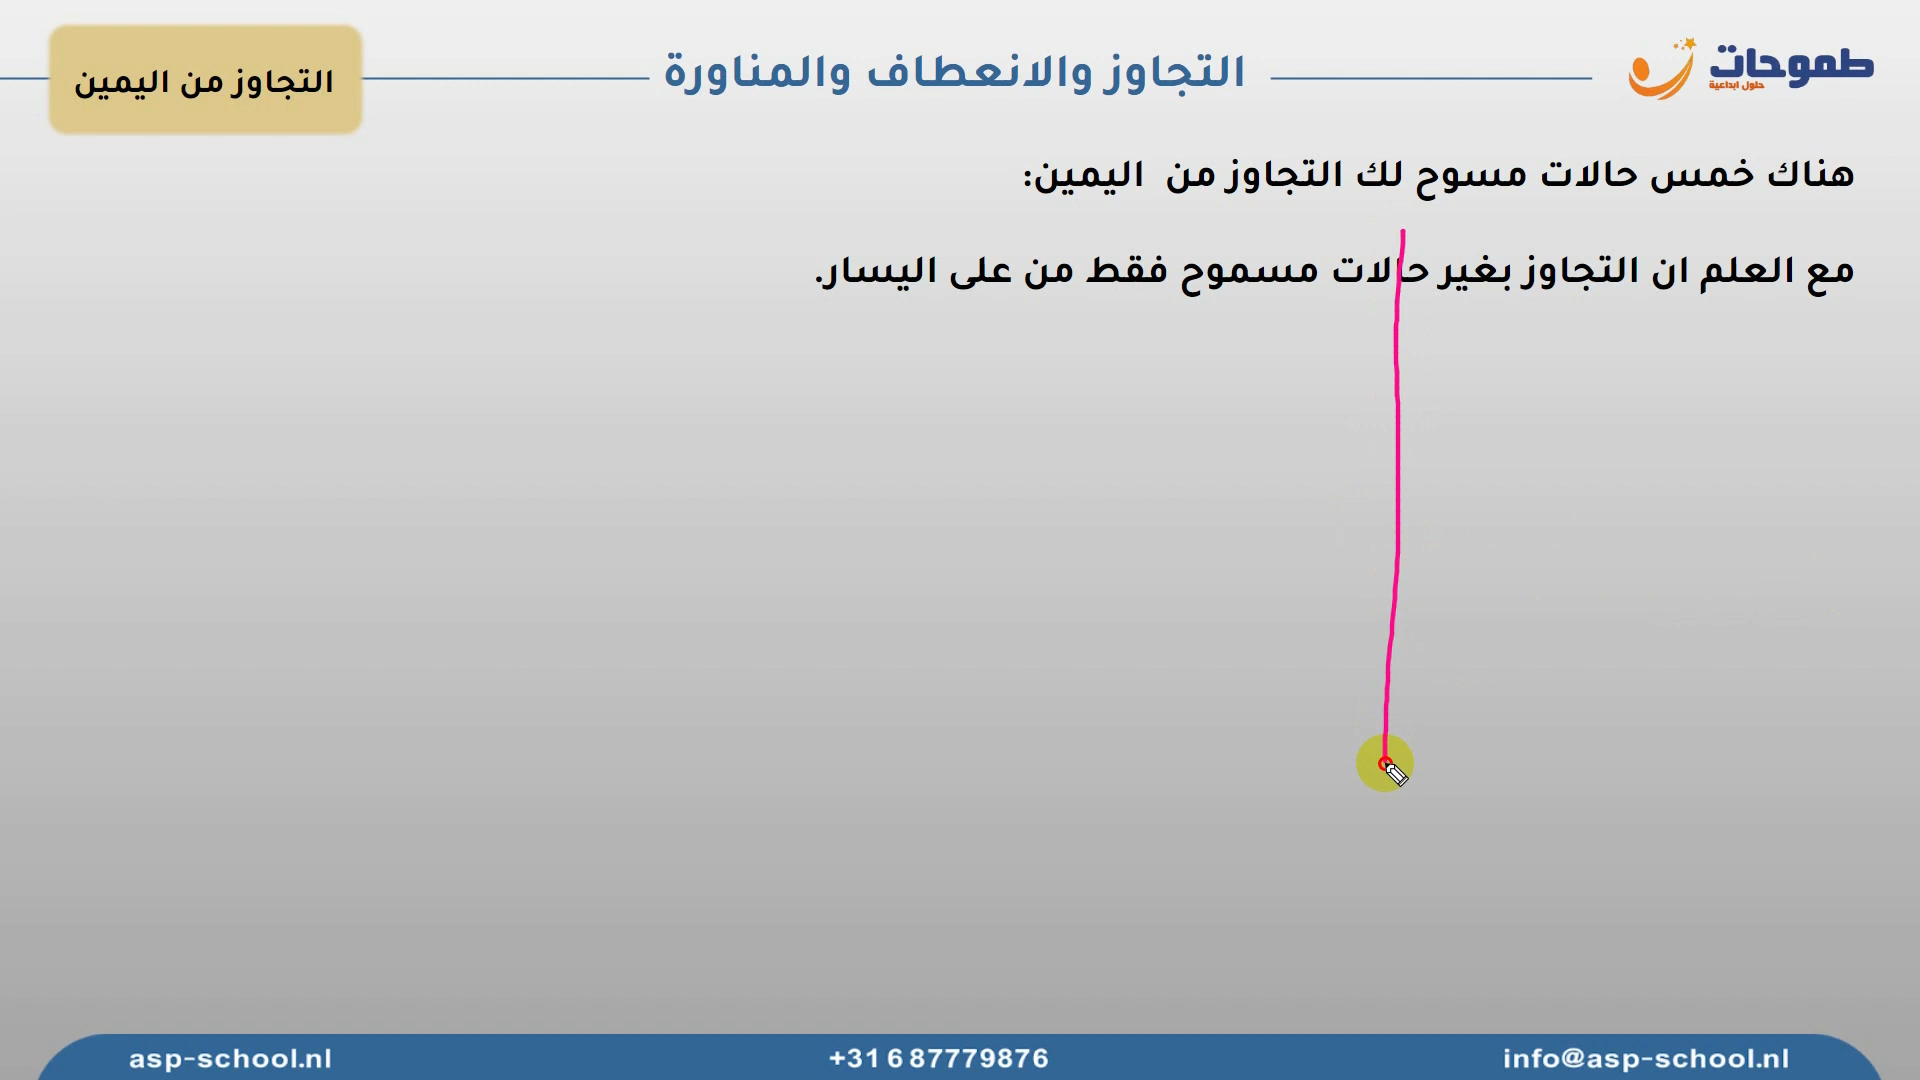 التجاوز من اليمين
التجاوز والانعطاف والمناورة
طموحات
حلول ابداعية
هناك خمس حالات مسوح لك التجاوز من اليمين:
مع العلم ان التجاوز بغير حالات مسموح فقط من على اليسار.
asp-school.nl
+31 6 87779876
info@asp-school.nl